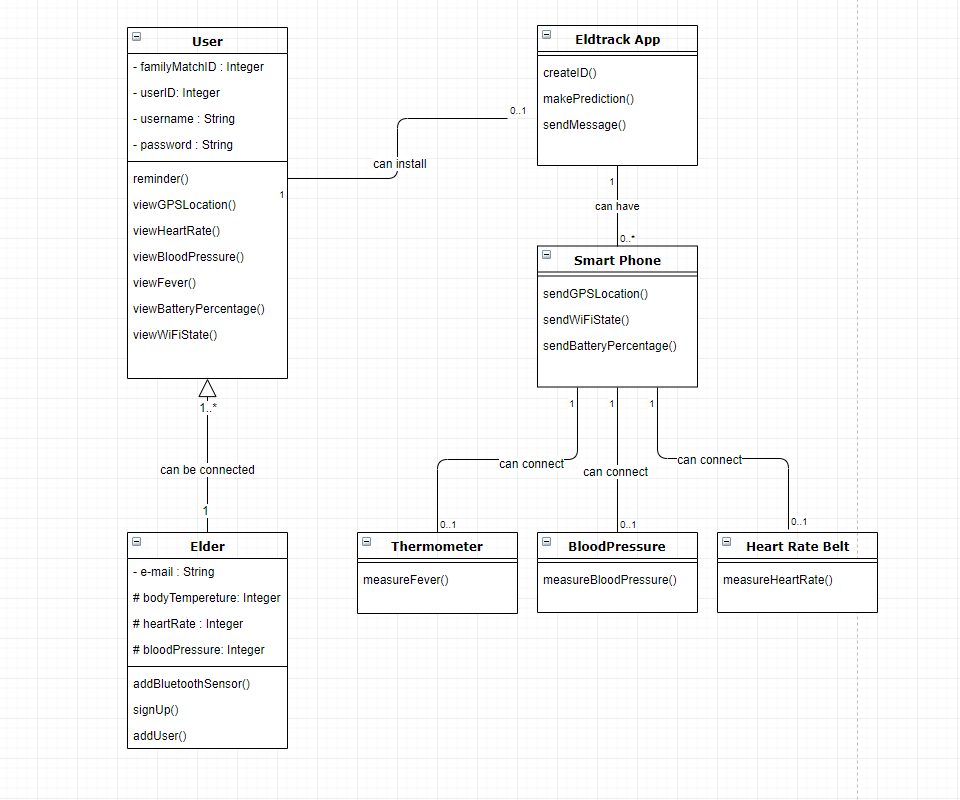 User
- familyMatchID : Integer
- userID: Integer
- username : String
- password : String
reminder()
viewGPSLocation()
viewHeartRate()
viewBloodPressure()
viewFever()
viewBatteryPercentage()
viewWiFiState()
1
can install
0..1
Eldtrack App
createID()
makePrediction()
sendMessage()
1
can have
0..*
Smart Phone
sendGPSLocation()
sendWiFiState()
sendBatteryPercentage()
1..*
can be connected
1
Elder
- e-mail : String
# bodyTempereture: Integer
# heartRate : Integer
# bloodPressure: Integer
addBluetoothSensor()
signUp()
addUser()
1
can connect
0..1
Thermometer
measureFever()
1
can connect
0..1
BloodPressure
measureBloodPressure()
1
can connect
0..1
Heart Rate Belt
measureHeartRate()